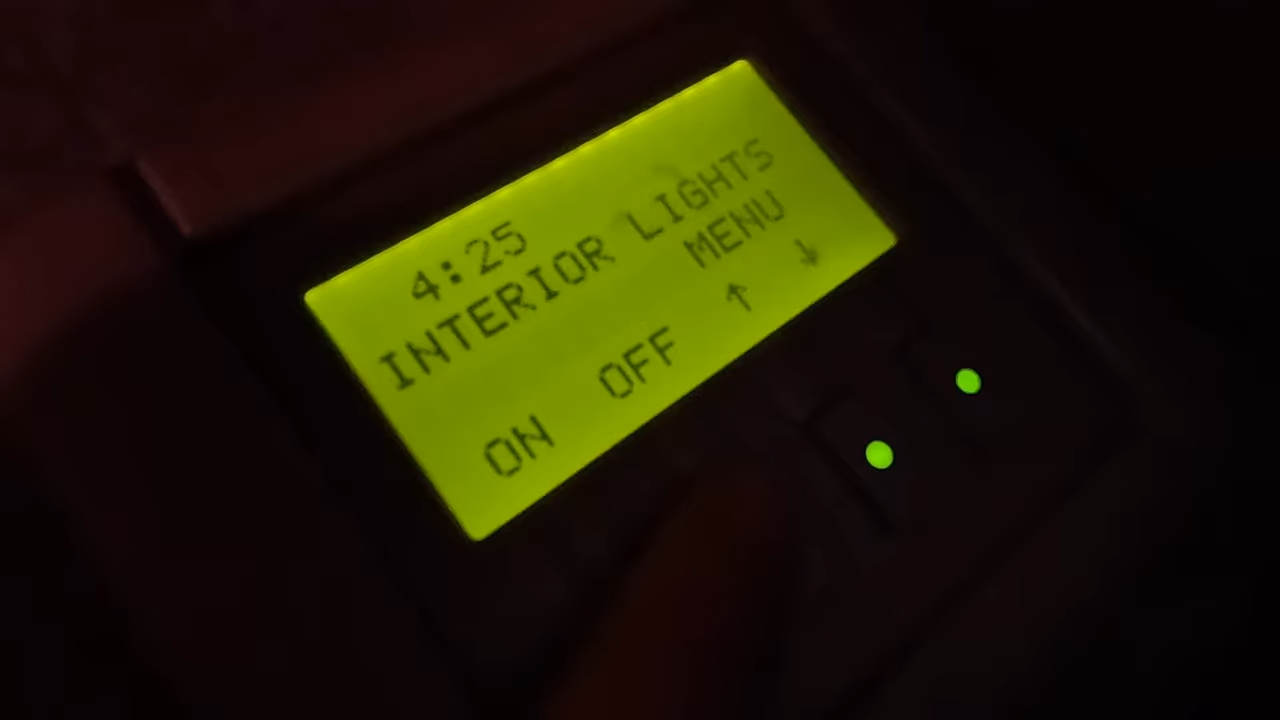 4:25
INTERIOR LIGHTS
MENU
ON OFF ↑ ↓